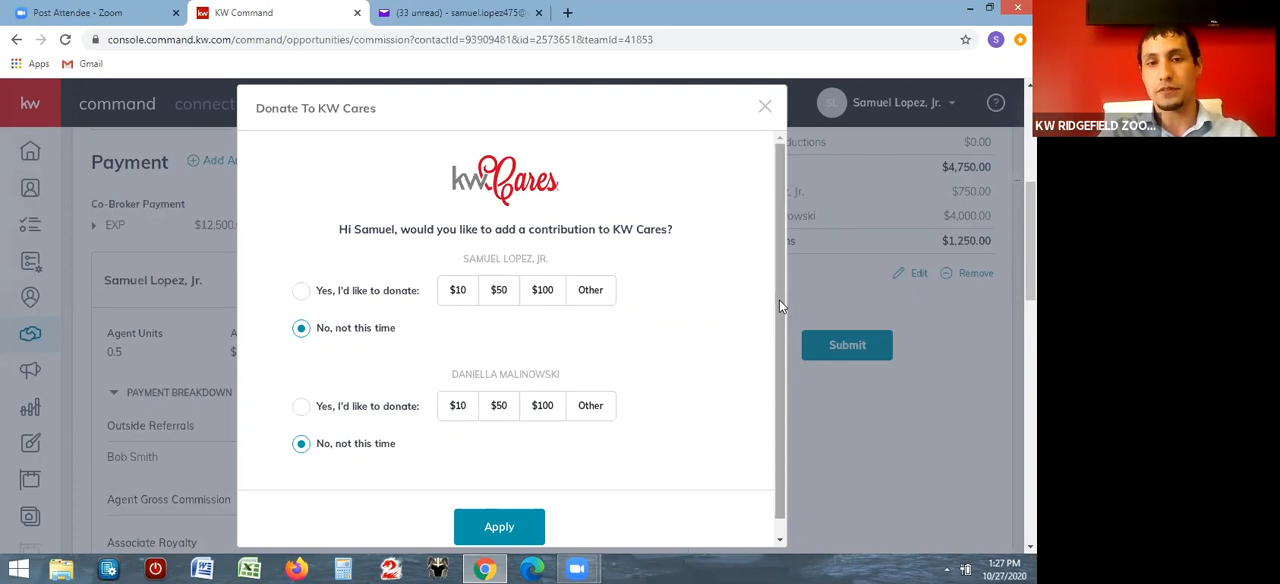 Post Attendee - Zoom
KW Command
(33 unread) - samuel.lopez475@
console.command.kw.com/command/opportunities/commission?contactId=93909481&id=2573651&teamId=41853
S
Apps
Gmail
KW RIDGEFIELD ZOO...
kw
command
connect
Donate To KW Cares
SL
Samuel Lopez, Jr.
Payment
Add
$0.00
$4,750.00
$750.00
$4,000.00
$1,250.00
Edit
Remove
Submit
Co-Broker Payment
EXP
$12,500.
Samuel Lopez, Jr.
Agent Units
0.5
PAYMENT BREAKDOWN
Outside Referrals
Bob Smith
Agent Gross Commission
Associate Royalty
kwCares
Hi Samuel, would you like to add a contribution to KW Cares?
SAMUEL LOPEZ, JR.
Yes, I'd like to donate:
$10
$50
$100
Other
No, not this time
DANIELLA MALINOWSKI
Yes, I'd like to donate:
$10
$50
$100
Other
No, not this time
Apply
1:27 PM
10/27/2020